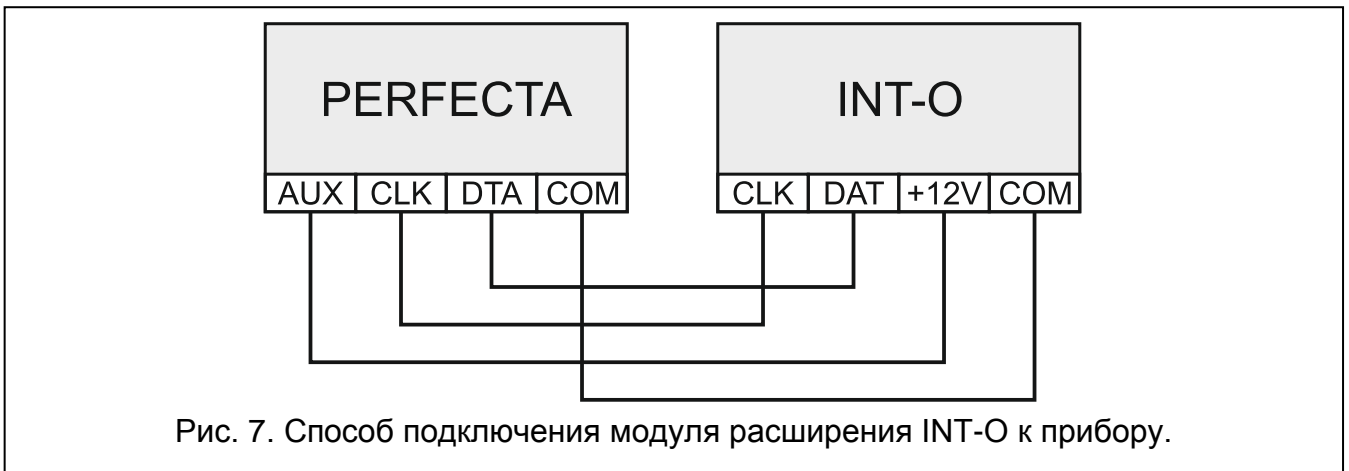 PERFECTA INT-O
AUX CLK DTA COM CLK DAT +12V COM
Рис. 7. Способ подключения модуля расширения INT-O к прибору.